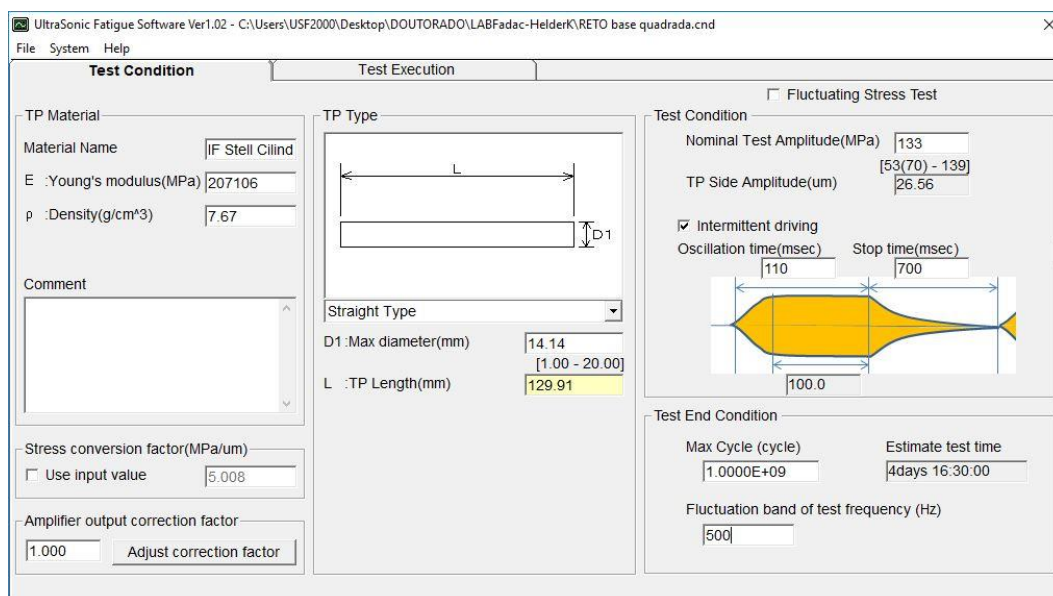 UltraSonic Fatigue Software Ver1.02 - C:\Users\USF2000\Desktop\DOUTORADO\LABFadac-HelderK\RETO base quadrada.cnd
File System Help
Test Condition Test Execution
Fluctuating Stress Test
TP Material
Material Name IF Stell Cilind
E :Young's modulus(MPa) 207106
ρ :Density(g/cm^3) 7.67
Comment
Stress conversion factor(MPa/um)
Use input value 5.008
Amplifier output correction factor
1.000 Adjust correction factor
TP Type
L
D1
Straight Type
D1 :Max diameter(mm) 14.14
[1.00 - 20.00]
L :TP Length(mm) 129.91
Test Condition
Nominal Test Amplitude(MPa) 133
[53(70) - 139]
TP Side Amplitude(um) 26.56
Intermittent driving
Oscillation time(msec) Stop time(msec)
110 700
100.0
Test End Condition
Max Cycle (cycle) Estimate test time
1.0000E+09 4days 16:30:00
Fluctuation band of test frequency (Hz)
500